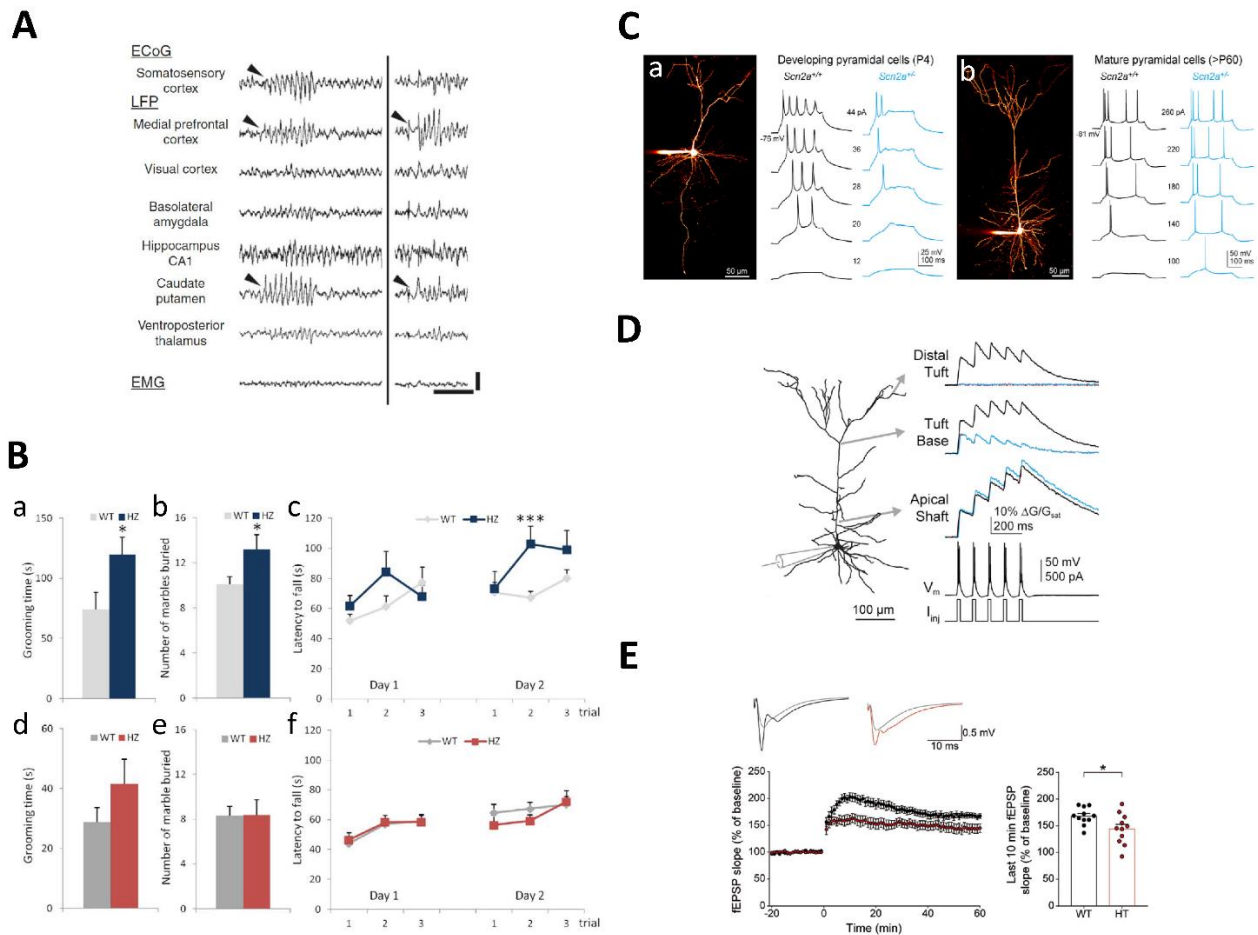 A
ECoG
Somatosensory
cortex
LFP
Medial prefrontal
cortex
Visual cortex
Basolateral
amygdala
Hippocampus
CA1
Caudate
putamen
Ventroposterior
thalamus
EMG
B
a
WT HZ
*
Grooming time (s)
150
100
50
0
b
WT HZ
*
Number of marbles buried
16
12
8
4
0
c
WT HZ
***
Latency to fall (s)
120
100
80
60
40
20
0
Day 1 Day 2
1 2 3 1 2 3 trial
d
WT HZ
Grooming time (s)
60
40
20
0
e
WT HZ
Number of marble buried
16
12
8
4
0
f
WT HZ
Latency to fall (s)
120
100
80
60
40
20
0
Day 1 Day 2
1 2 3 1 2 3 trial
C
a
50 µm
Developing pyramidal cells (P4)
Scn2a+/+ Scn2a+/-
44 pA
-75 mV
36
28
20
12
25 mV
100 ms
b
50 µm
Mature pyramidal cells (>P60)
Scn2a+/+ Scn2a+/-
260 pA
-81 mV
220
180
140
100
50 mV
100 ms
D
Distal
Tuft
Tuft
Base
Apical
Shaft
10% ΔG/Gsat
200 ms
50 mV
500 pA
Vm
Iinj
100 µm
E
0.5 mV
10 ms
fEPSP slope (% of baseline)
250
200
150
100
50
0
-20 0 20 40 60
Time (min)
*
Last 10 min fEPSP
slope (% of baseline)
250
200
150
100
50
0
WT HT